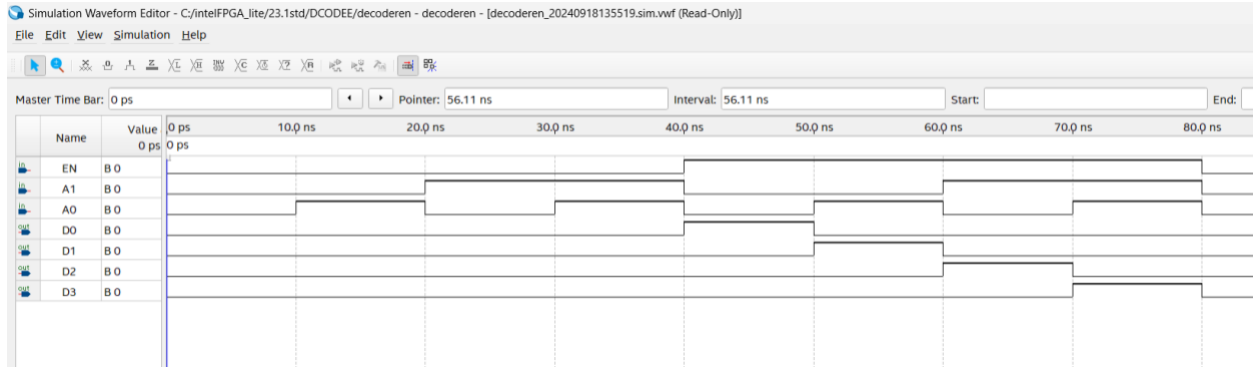 Simulation Waveform Editor - C:/intelFPGA_lite/23.1std/DCODEE/decoderen - decoderen - [decoderen_20240918135519.sim.vwf (Read-Only)]
File Edit View Simulation Help
Master Time Bar: 0 ps Pointer: 56.11 ns Interval: 56.11 ns Start: End:
Name Value 0 ps 0 ps 10.0 ns 20.0 ns 30.0 ns 40.0 ns 50.0 ns 60.0 ns 70.0 ns 80.0 ns
0 ps
EN B 0
A1 B 0
A0 B 0
D0 B 0
D1 B 0
D2 B 0
D3 B 0